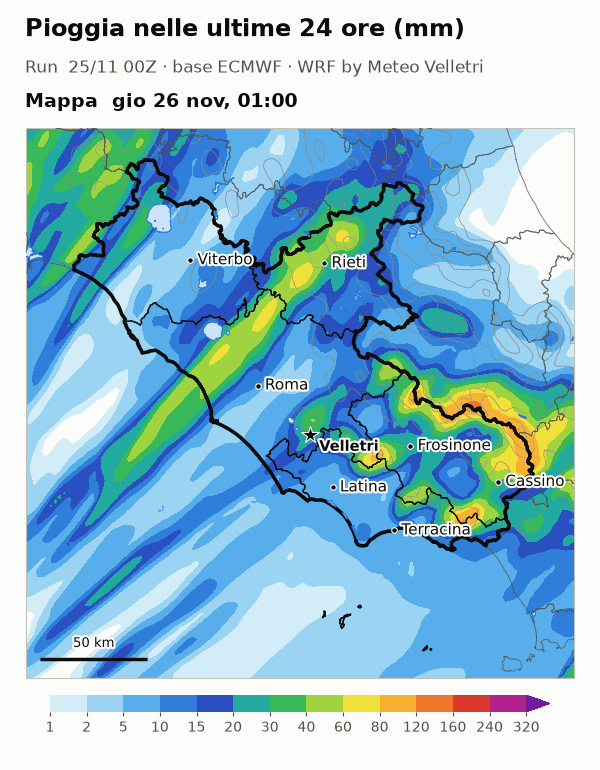 Pioggia nelle ultime 24 ore (mm)
Run  25/11 00Z · base ECMWF · WRF by Meteo Velletri
Mappa  gio 26 nov, 01:00
Viterbo
Rieti
Roma
Velletri
Frosinone
Cassino
Latina
Terracina
50 km
1 2 5 10 15 20 30 40 60 80 120 160 240 320